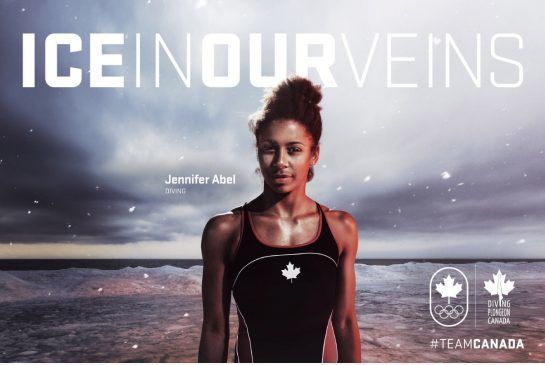 ICEINOURVEINS
Jennifer Abel
DIVING
DIVING
PLONGEON
CANADA
#TEAMCANADA